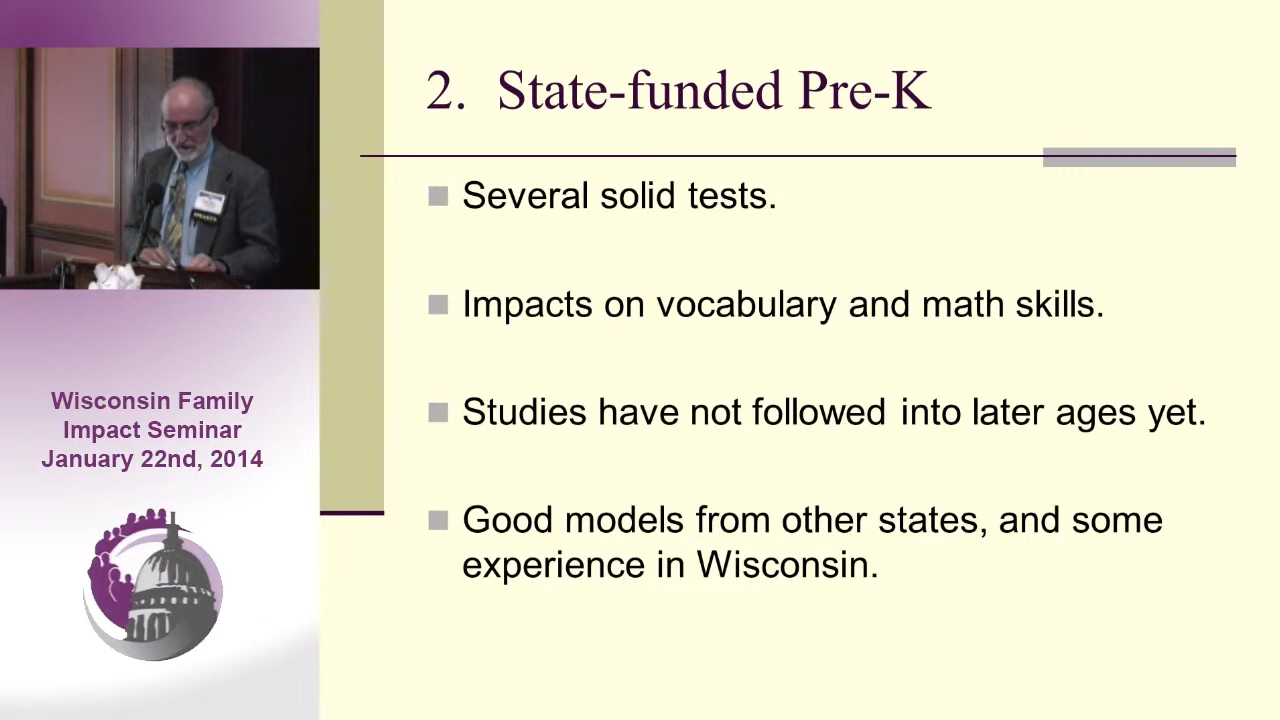 2. State-funded Pre-K
Several solid tests.
Impacts on vocabulary and math skills.
Studies have not followed into later ages yet.
Good models from other states, and some
experience in Wisconsin.
Wisconsin Family
Impact Seminar
January 22nd, 2014